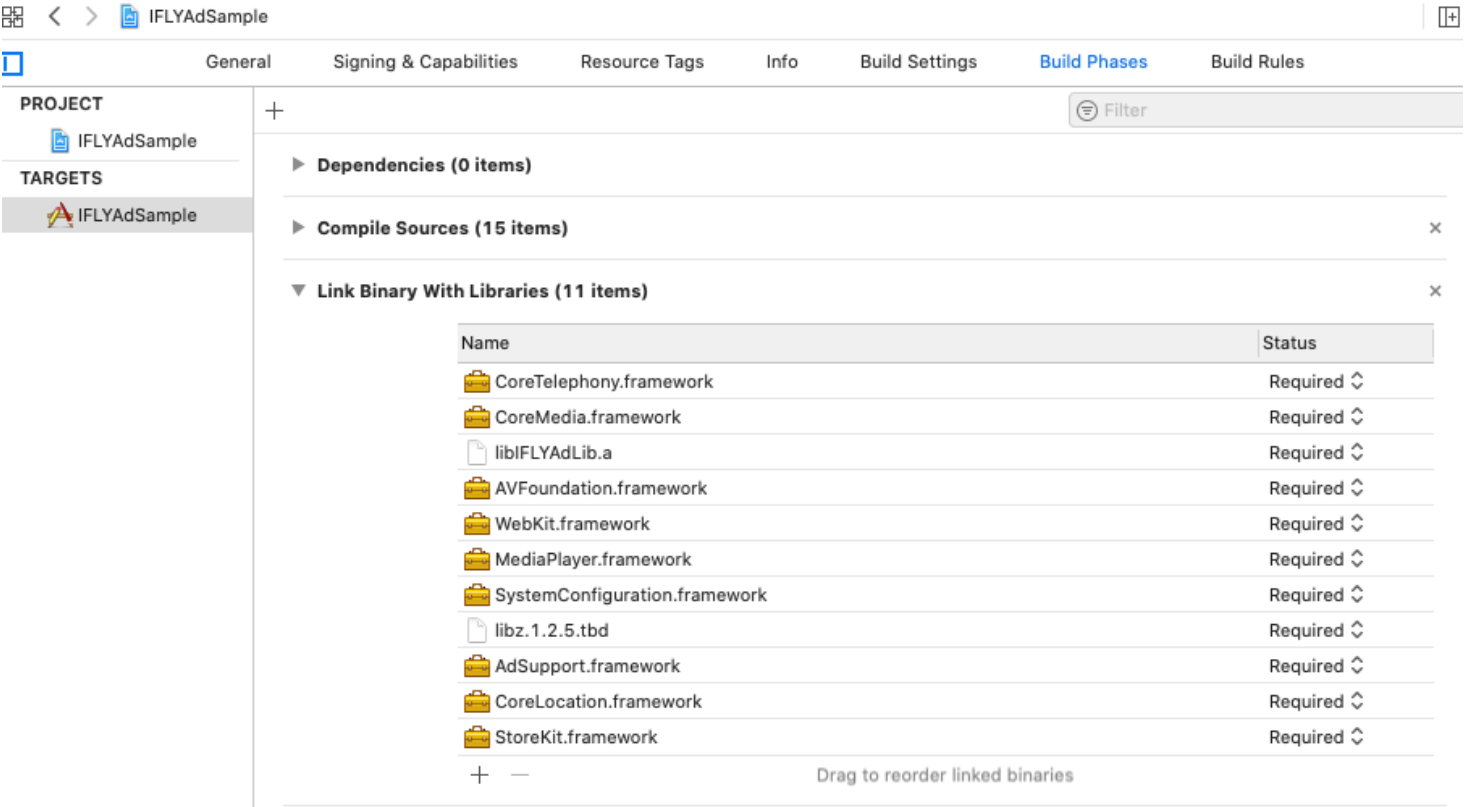 IFLYAdSample
General Signing & Capabilities Resource Tags Info Build Settings Build Phases Build Rules
PROJECT
IFLYAdSample
TARGETS
IFLYAdSample
Filter
Dependencies (0 items)
Compile Sources (15 items)
Link Binary With Libraries (11 items)
Name Status
CoreTelephony.framework Required
CoreMedia.framework Required
libIFLYAdLib.a Required
AVFoundation.framework Required
WebKit.framework Required
MediaPlayer.framework Required
SystemConfiguration.framework Required
libz.1.2.5.tbd Required
AdSupport.framework Required
CoreLocation.framework Required
StoreKit.framework Required
Drag to reorder linked binaries